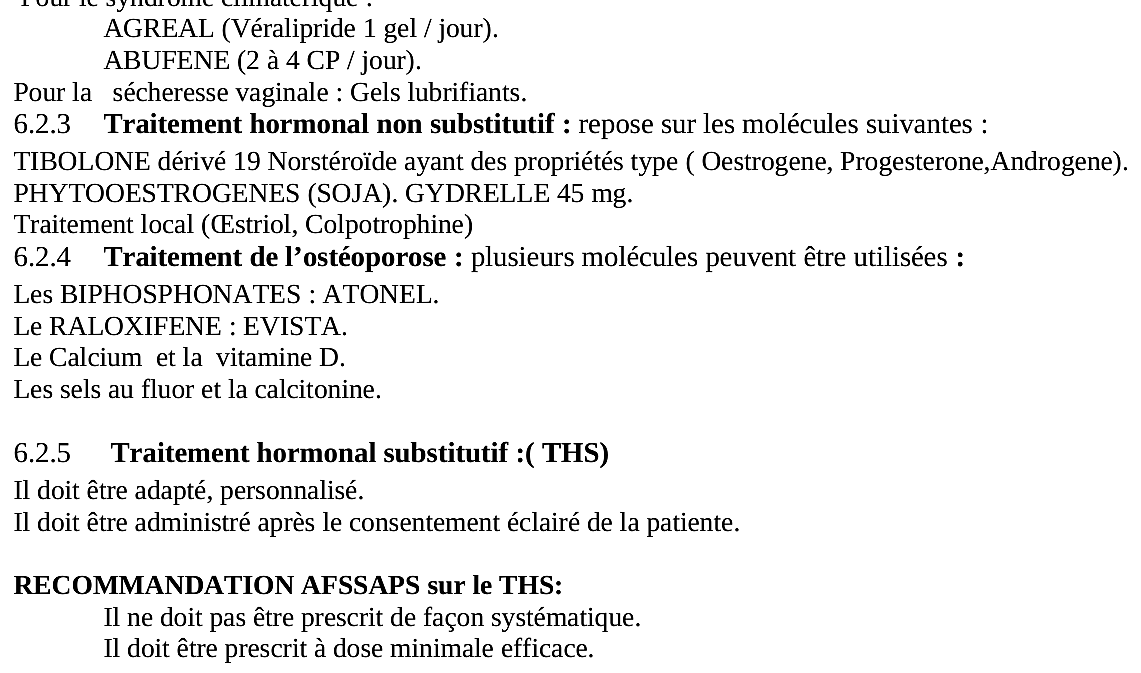 Pour le syndrome climatérique :
AGREAL (Véralipride 1 gel / jour).
ABUFENE (2 à 4 CP / jour).
Pour la sécheresse vaginale : Gels lubrifiants.
6.2.3 Traitement hormonal non substitutif : repose sur les molécules suivantes :
TIBOLONE dérivé 19 Norstéroïde ayant des propriétés type ( Oestrogene, Progesterone,Androgene).
PHYTOOESTROGENES (SOJA). GYDRELLE 45 mg.
Traitement local (Œstriol, Colpotrophine)
6.2.4 Traitement de l’ostéoporose : plusieurs molécules peuvent être utilisées :
Les BIPHOSPHONATES : ATONEL.
Le RALOXIFENE : EVISTA.
Le Calcium et la vitamine D.
Les sels au fluor et la calcitonine.
6.2.5 Traitement hormonal substitutif :( THS)
Il doit être adapté, personnalisé.
Il doit être administré après le consentement éclairé de la patiente.
RECOMMANDATION AFSSAPS sur le THS:
Il ne doit pas être prescrit de façon systématique.
Il doit être prescrit à dose minimale efficace.